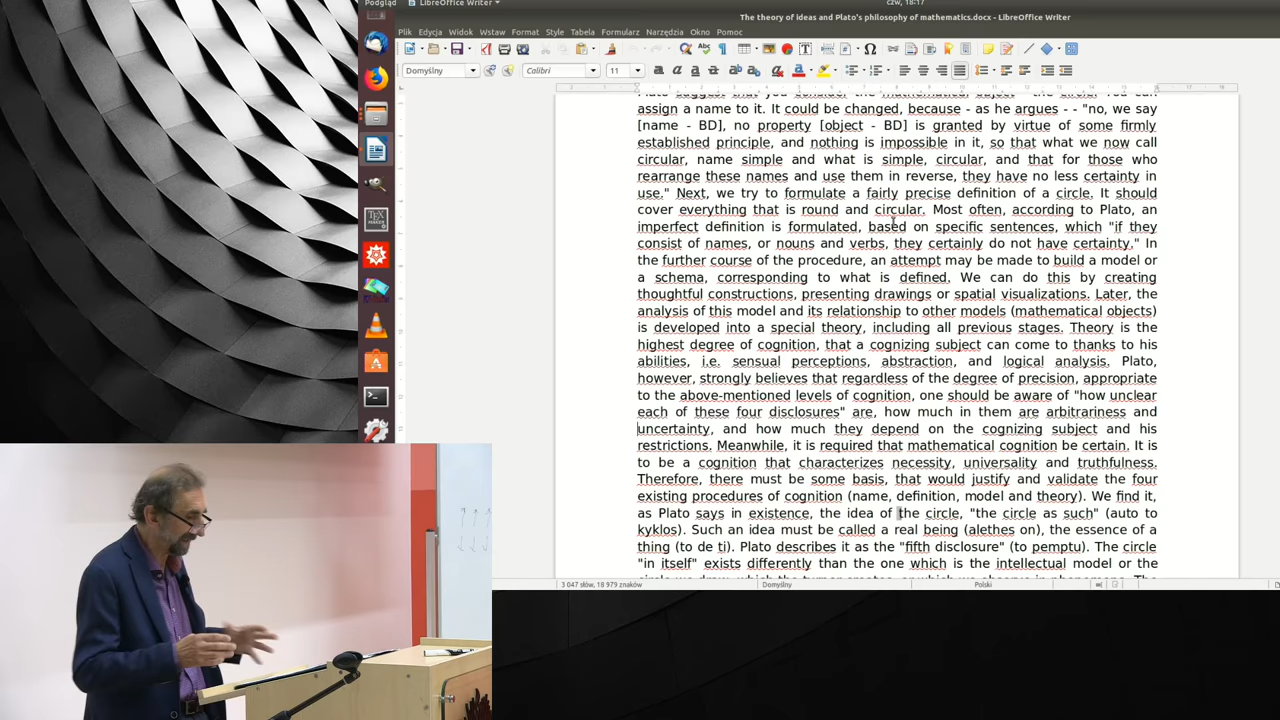 Podgląd
LibreOffice Writer
czw, 18:17
The theory of ideas and Plato's philosophy of mathematics.docx - LibreOffice Writer
Plik Edycja Widok Wstaw Format Style Tabela Formularz Narzędzia Okno Pomoc
Domyślny Calibri 11
assign a name to it. It could be changed, because - as he argues - - "no, we say
[name - BD], no property [object - BD] is granted by virtue of some firmly
established principle, and nothing is impossible in it, so that what we now call
circular, name simple and what is simple, circular, and that for those who
rearrange these names and use them in reverse, they have no less certainty in
use." Next, we try to formulate a fairly precise definition of a circle. It should
cover everything that is round and circular. Most often, according to Plato, an
imperfect definition is formulated, based on specific sentences, which "if they
consist of names, or nouns and verbs, they certainly do not have certainty." In
the further course of the procedure, an attempt may be made to build a model or
a schema, corresponding to what is defined. We can do this by creating
thoughtful constructions, presenting drawings or spatial visualizations. Later, the
analysis of this model and its relationship to other models (mathematical objects)
is developed into a special theory, including all previous stages. Theory is the
highest degree of cognition, that a cognizing subject can come to thanks to his
abilities, i.e. sensual perceptions, abstraction, and logical analysis. Plato,
however, strongly believes that regardless of the degree of precision, appropriate
to the above-mentioned levels of cognition, one should be aware of "how unclear
each of these four disclosures" are, how much in them are arbitrariness and
uncertainty, and how much they depend on the cognizing subject and his
restrictions. Meanwhile, it is required that mathematical cognition be certain. It is
to be a cognition that characterizes necessity, universality and truthfulness.
Therefore, there must be some basis, that would justify and validate the four
existing procedures of cognition (name, definition, model and theory). We find it,
as Plato says in existence, the idea of the circle, "the circle as such" (auto to
kyklos). Such an idea must be called a real being (alethes on), the essence of a
thing (to de ti). Plato describes it as the "fifth disclosure" (to pemptu). The circle
"in itself" exists differently than the one which is the intellectual model or the
3 047 słów, 18 979 znaków Domyślny Polski